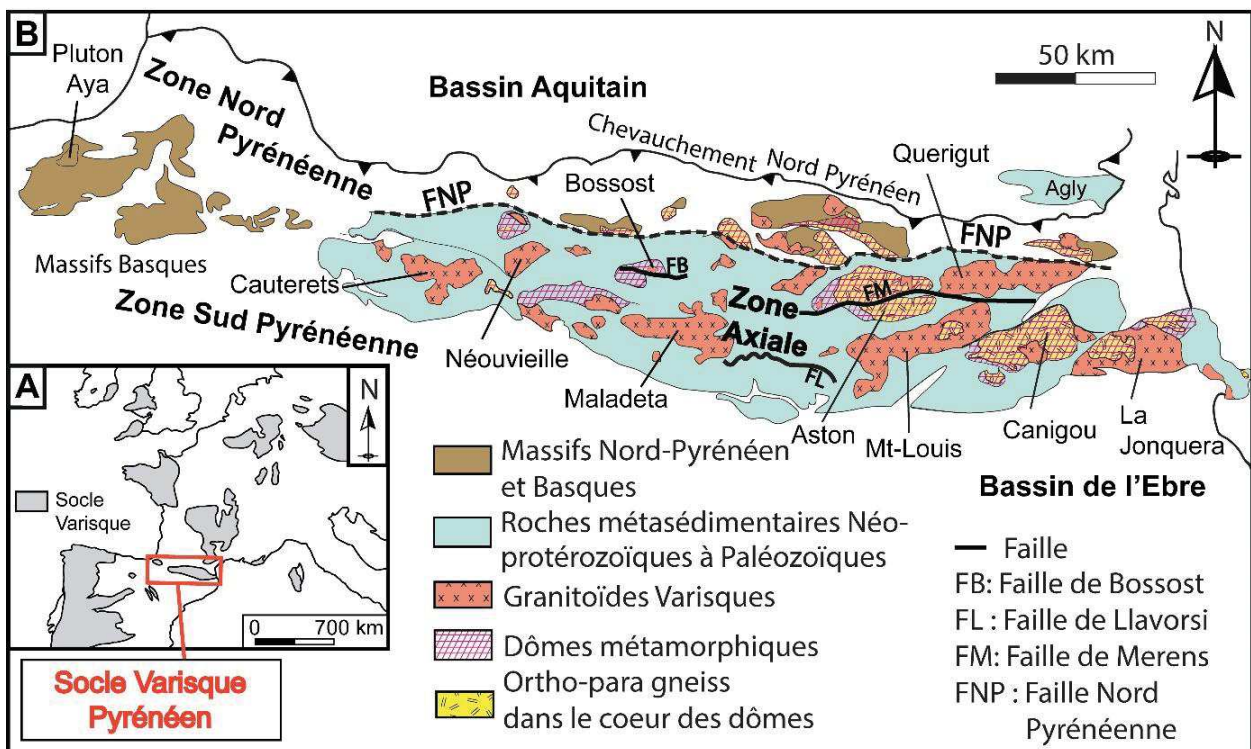 B
Pluton
Aya
Zone Nord
Pyrénéenne
Bassin Aquitain
50 km
N
Chevauchement Nord Pyrénéen
Querigut
Agly
FNP
Bossost
FNP
Massifs Basques
Cauterets
FB
Zone
Axiale
FM
Zone Sud Pyrénéenne
Néouvieille
Maladeta
FL
Aston
Mt-Louis
Canigou
La
Jonquera
Bassin de l'Ebre
A
N
Socle
Varisque
0 700 km
Socle Varisque
Pyrénéen
Massifs Nord-Pyrénéen
et Basques
Roches métasédimentaires Néo-
protérozoïques à Paléozoïques
Granitoïdes Varisques
Dômes métamorphiques
Ortho-para gneiss
dans le coeur des dômes
Faille
FB: Faille de Bossost
FL : Faille de Llavorsi
FM: Faille de Merens
FNP : Faille Nord
Pyrénéenne